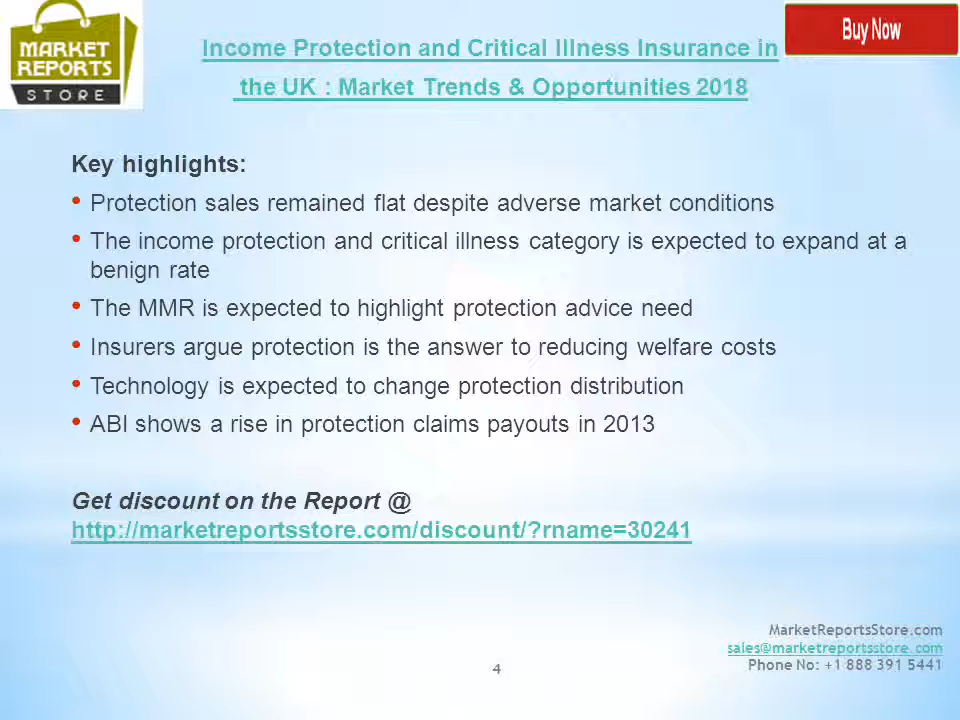 MARKET
REPORTS
STORE
Buy Now
Income Protection and Critical Illness Insurance in
the UK : Market Trends & Opportunities 2018
Key highlights:
• Protection sales remained flat despite adverse market conditions
• The income protection and critical illness category is expected to expand at a
benign rate
• The MMR is expected to highlight protection advice need
• Insurers argue protection is the answer to reducing welfare costs
• Technology is expected to change protection distribution
• ABI shows a rise in protection claims payouts in 2013
Get discount on the Report @
http://marketreportsstore.com/discount/?rname=30241
MarketReportsStore.com
sales@marketreportsstore.com
Phone No: +1 888 391 5441
4